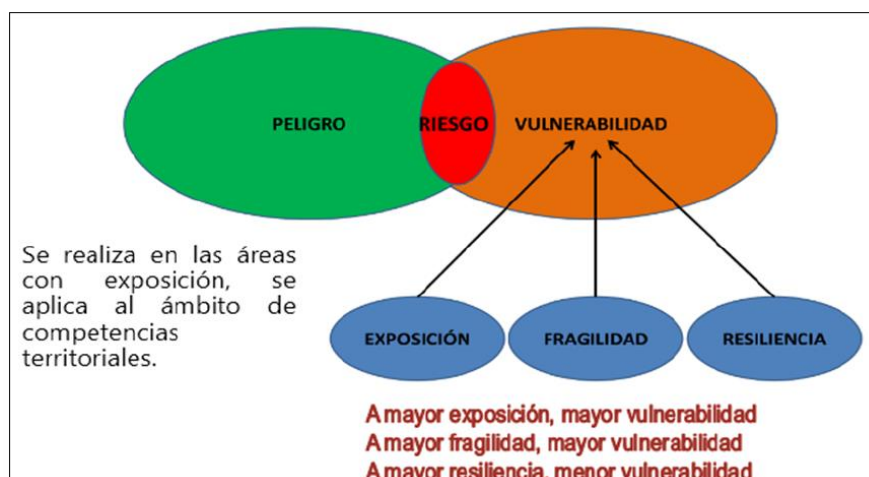 PELIGRO
RIESGO
VULNERABILIDAD
Se realiza en las áreas
con exposición, se
aplica al ámbito de
competencias
territoriales.
EXPOSICIÓN
FRAGILIDAD
RESILIENCIA
A mayor exposición, mayor vulnerabilidad
A mayor fragilidad, mayor vulnerabilidad
A mayor resiliencia, menor vulnerabilidad